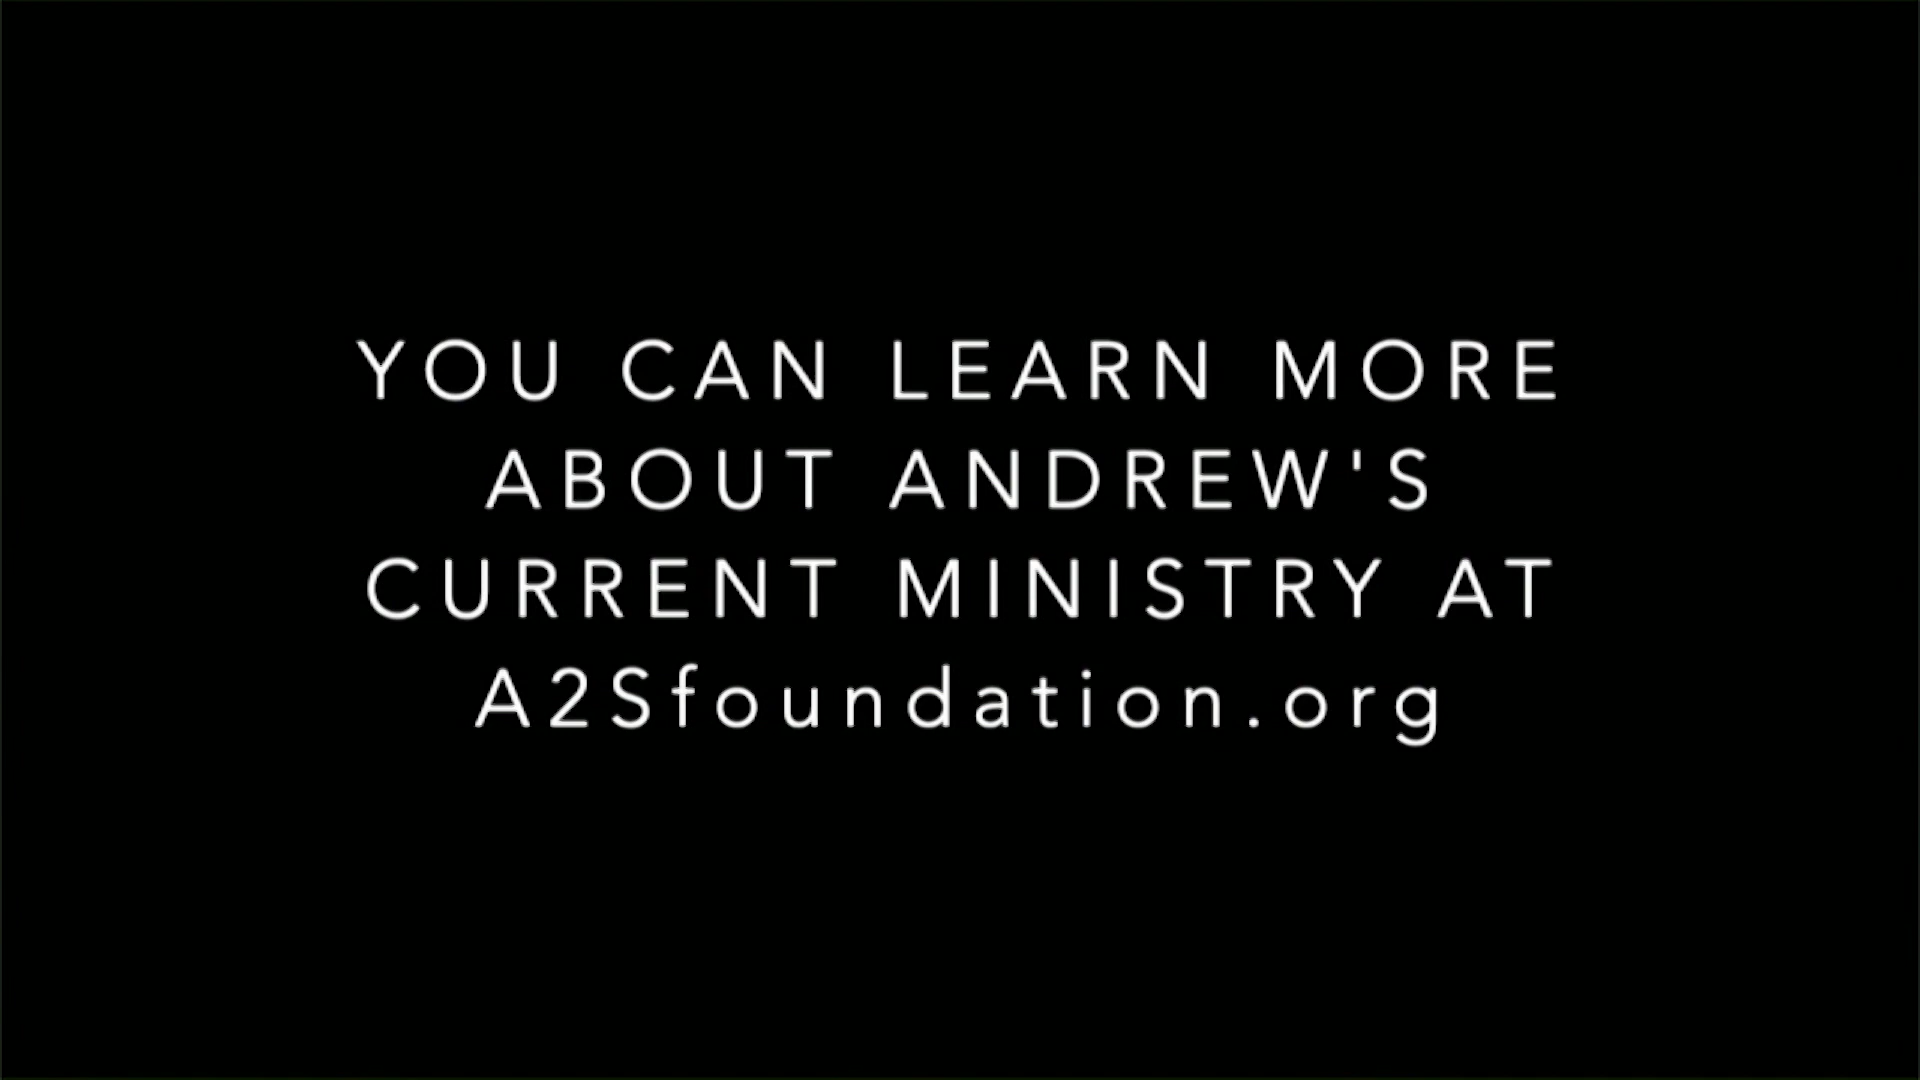 YOU CAN LEARN MORE
ABOUT ANDREW'S
CURRENT MINISTRY AT
A2Sfoundation.org